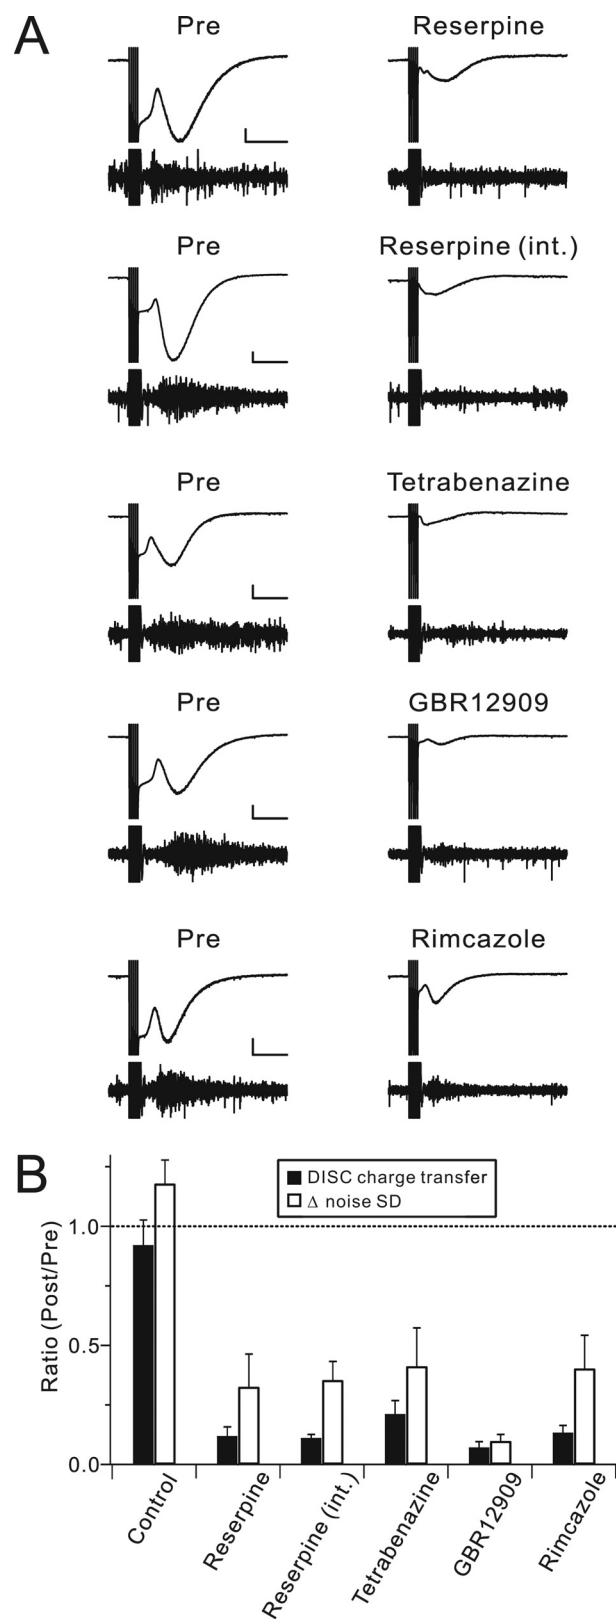 A
Pre Reserpine
Pre Reserpine (int.)
Pre Tetrabenazine
Pre GBR12909
Pre Rimcazole
B
DISC charge transfer
Δ noise SD
Ratio (Post/Pre)
1.0
0.5
0.0
Control
Reserpine
Reserpine (int.)
Tetrabenazine
GBR12909
Rimcazole